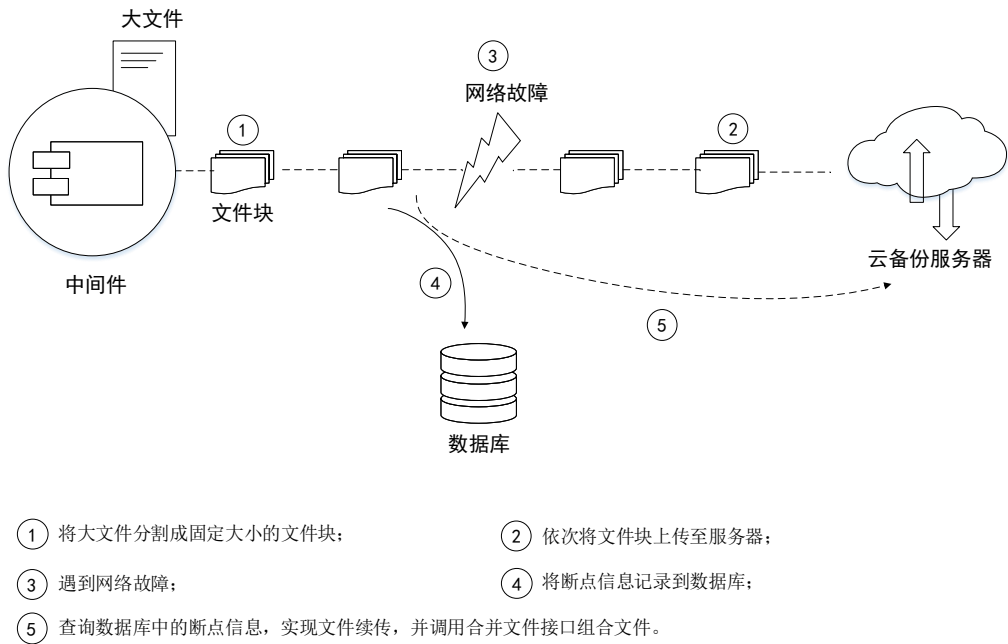 大文件
③
网络故障
①
②
文件块
中间件
云备份服务器
④
⑤
数据库
① 将大文件分割成固定大小的文件块；
② 依次将文件块上传至服务器；
③ 遇到网络故障；
④ 将断点信息记录到数据库；
⑤ 查询数据库中的断点信息，实现文件续传，并调用合并文件接口组合文件。